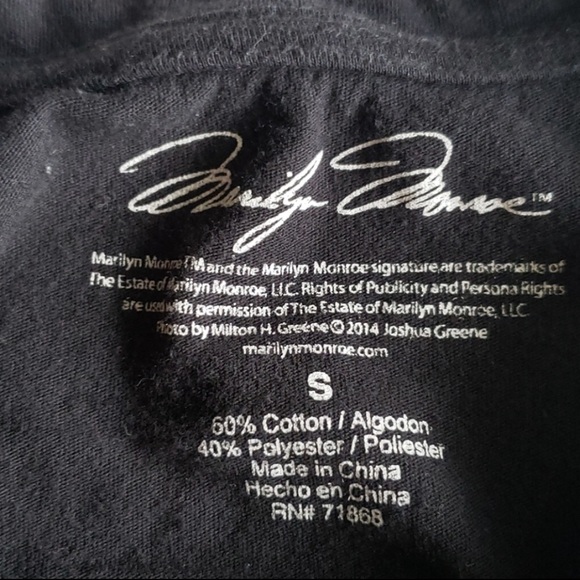 Marilyn Monroe™
Marilyn Monroe™ and the Marilyn Monroe signature are trademarks of
The Estate of Marilyn Monroe, LLC. Rights of Publicity and Persona Rights
are used with permission of The Estate of Marilyn Monroe, LLC
Photo by Milton H. Greene © 2014 Joshua Greene
marilynmonroe.com
S
60% Cotton / Algodon
40% Polyester / Poliester
Made in China
Hecho en China
RN# 71868